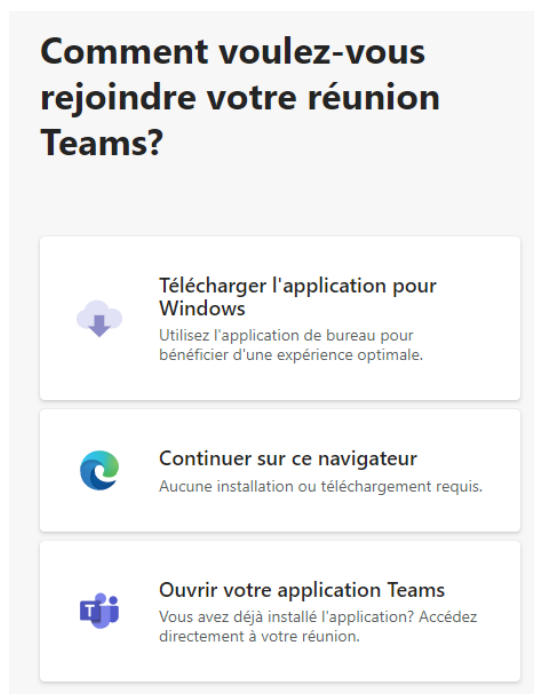 Comment voulez-vous
rejoindre votre réunion
Teams?
Télécharger l'application pour
Windows
Utilisez l'application de bureau pour
bénéficier d'une expérience optimale.
Continuer sur ce navigateur
Aucune installation ou téléchargement requis.
Ouvrir votre application Teams
Vous avez déjà installé l'application? Accédez
directement à votre réunion.